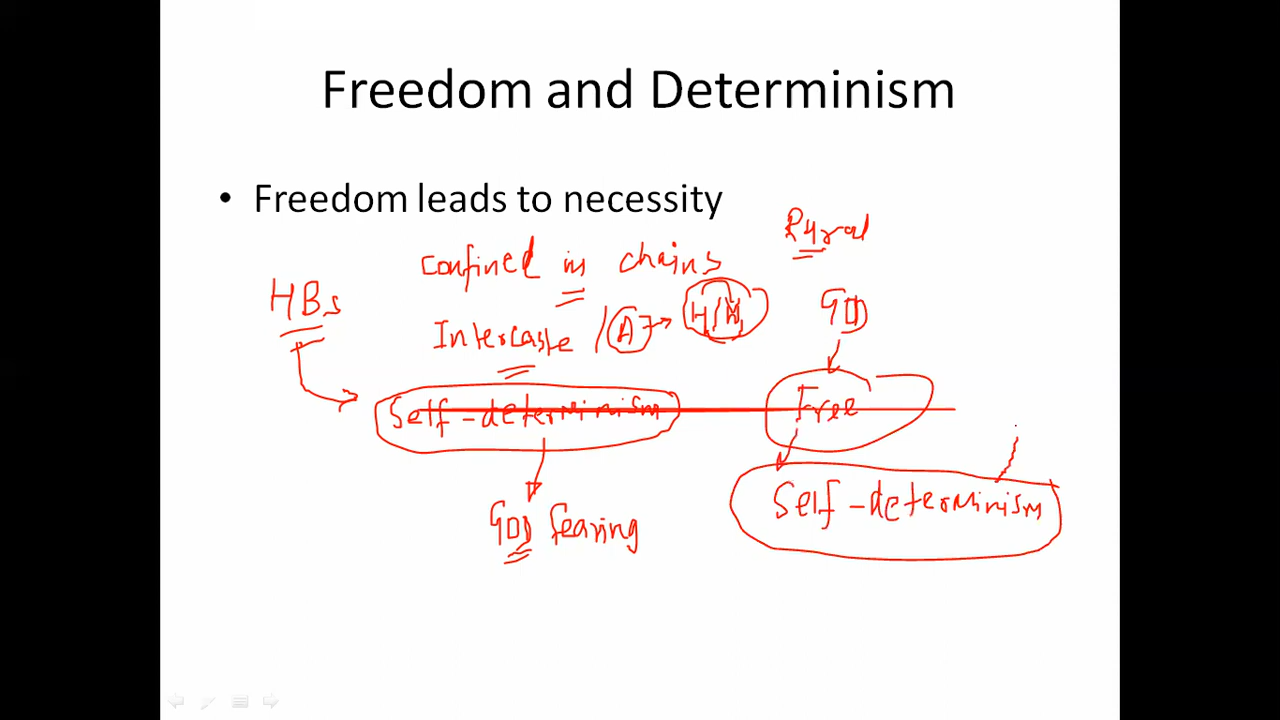 Freedom and Determinism
• Freedom leads to necessity
Rural
Confined in chains
HBs
GOD
Intercaste / A → H/M
Self-determinism
Free
Self-determinism
GOD fearing